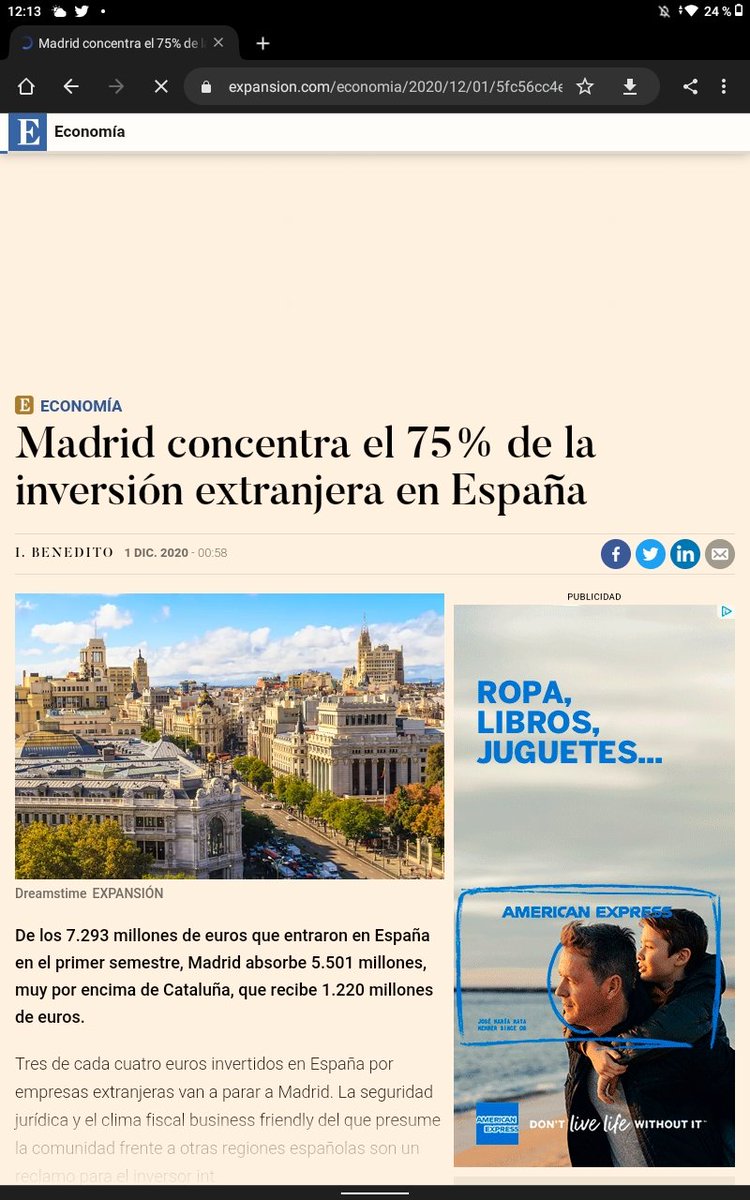 12:13
24 %
Madrid concentra el 75% de l
expansion.com/economia/2020/12/01/5fc56cc4e
E Economía
E ECONOMÍA
Madrid concentra el 75% de la
inversión extranjera en España
I. BENEDITO 1 DIC. 2020 - 00:58
PUBLICIDAD
ROPA,
LIBROS,
JUGUETES...
AMERICAN EXPRESS
JOSÉ MARÍA MATA
MEMBER SINCE 08
AMERICAN
EXPRESS
DON'T live life WITHOUT IT™
Dreamstime EXPANSIÓN
De los 7.293 millones de euros que entraron en España
en el primer semestre, Madrid absorbe 5.501 millones,
muy por encima de Cataluña, que recibe 1.220 millones
de euros.
Tres de cada cuatro euros invertidos en España por
empresas extranjeras van a parar a Madrid. La seguridad
jurídica y el clima fiscal business friendly del que presume
la comunidad frente a otras regiones españolas son un
reclamo para el inversor int